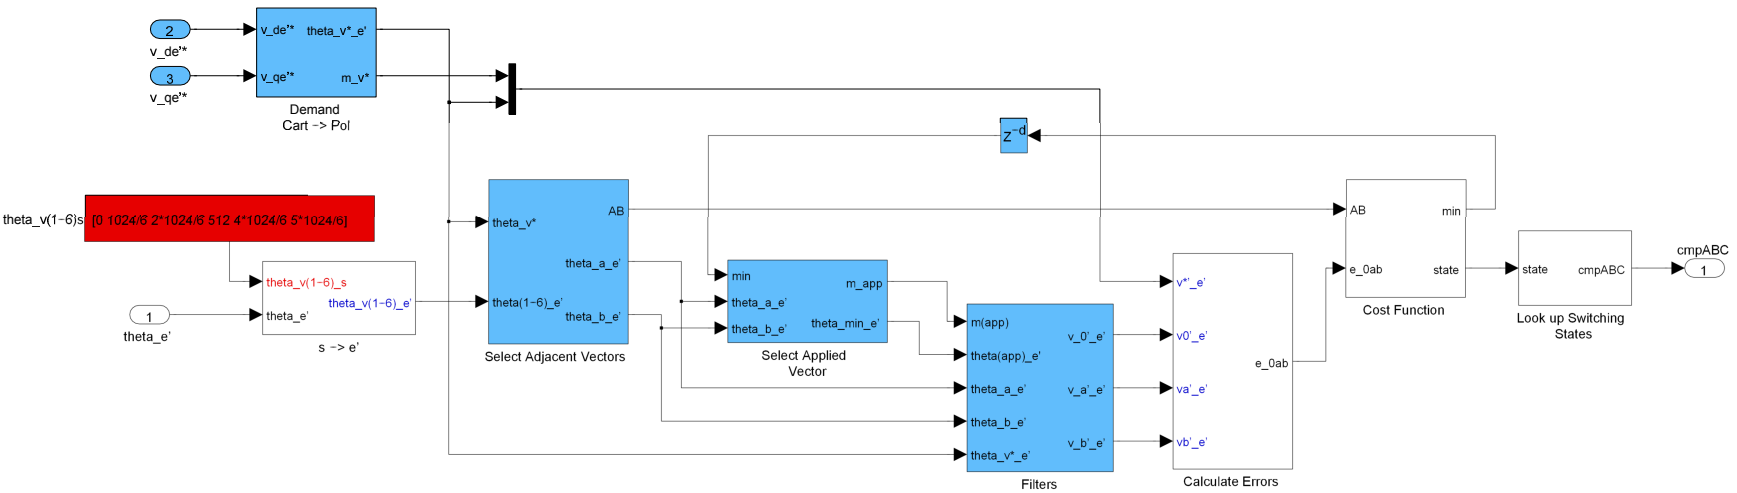 2
v_de'*
3
v_qe'*
v_de'*
theta_v*_e'
v_qe'*
m_v*
Demand
Cart -> Pol
z^-d
theta_v(1-6)s
[0 1024/6 2*1024/6 512 4*1024/6 5*1024/6]
theta_v(1-6)_s
theta_v(1-6)_e'
theta_e'
s -> e'
1
theta_e'
theta_v*
AB
theta_a_e'
theta(1-6)_e'
theta_b_e'
Select Adjacent Vectors
min
m_app
theta_a_e'
theta_min_e'
theta_b_e'
Select Applied
Vector
m(app)
v_0'_e'
theta(app)_e'
theta_a_e'
v_a'_e'
theta_b_e'
v_b'_e'
theta_v*_e'
Filters
v*'_e'
v0'_e'
e_0ab
va'_e'
vb'_e'
Calculate Errors
AB
min
e_0ab
state
Cost Function
state
cmpABC
Look up Switching
States
cmpABC
1